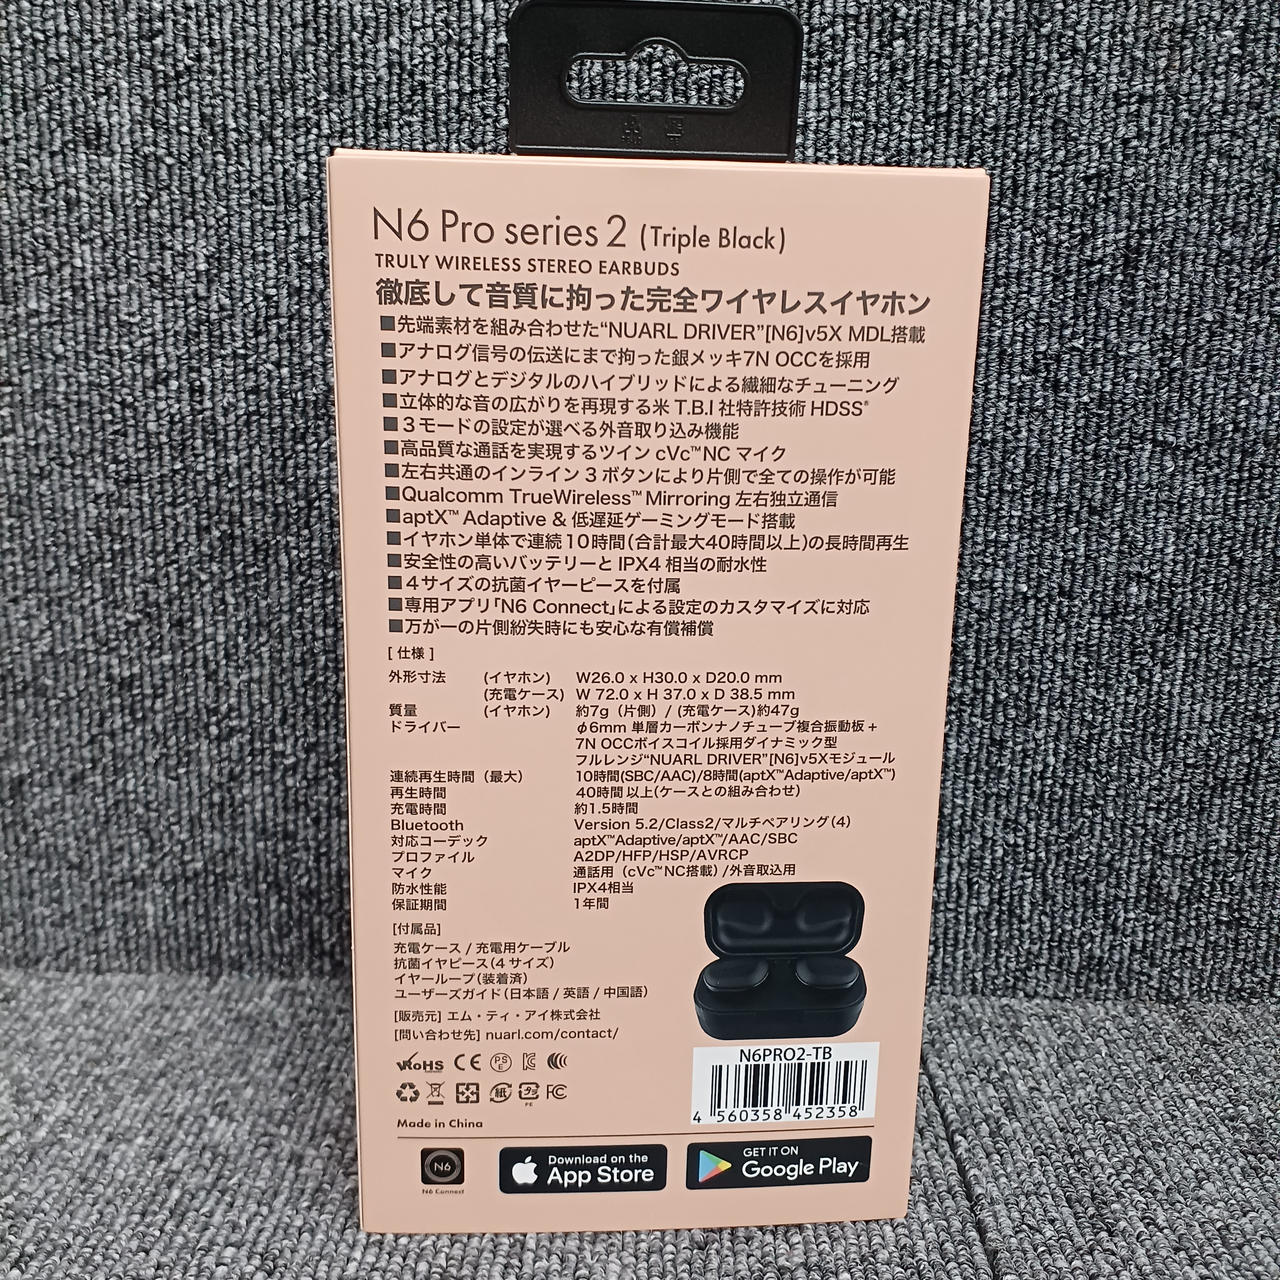 N6 Pro series 2 (Triple Black)
TRULY WIRELESS STEREO EARBUDS
徹底して音質に拘った完全ワイヤレスイヤホン
■先端素材を組み合わせた“NUARL DRIVER”[N6]v5X MDL搭載
■アナログ信号の伝送にまで拘った銀メッキ7N OCCを採用
■アナログとデジタルのハイブリッドによる繊細なチューニング
■立体的な音の広がりを再現する米 T.B.I 社特許技術 HDSS®
■３モードの設定が選べる外音取り込み機能
■高品質な通話を実現するツイン cVc™NC マイク
■左右共通のインライン 3 ボタンにより片側で全ての操作が可能
■Qualcomm TrueWireless™ Mirroring 左右独立通信
■aptX™ Adaptive & 低遅延ゲーミングモード搭載
■イヤホン単体で連続10時間(合計最大40時間以上)の長時間再生
■安全性の高いバッテリーと IPX4 相当の耐水性
■４サイズの抗菌イヤーピースを付属
■専用アプリ「N6 Connect」による設定のカスタマイズに対応
■万が一の片側紛失時にも安心な有償補償
[ 仕様 ]
外形寸法 (イヤホン) W26.0 x H30.0 x D20.0 mm
(充電ケース) W 72.0 x H 37.0 x D 38.5 mm
質量 (イヤホン) 約7g（片側）/ (充電ケース)約47g
ドライバー φ6mm 単層カーボンナノチューブ複合振動板 +
7N OCCボイスコイル採用ダイナミック型
フルレンジ“NUARL DRIVER”[N6]v5Xモジュール
連続再生時間（最大） 10時間(SBC/AAC)/8時間(aptX™Adaptive/aptX™)
再生時間 40時間以上(ケースとの組み合わせ)
充電時間 約1.5時間
Bluetooth Version 5.2/Class2/マルチペアリング(4)
対応コーデック aptX™Adaptive/aptX™/AAC/SBC
プロファイル A2DP/HFP/HSP/AVRCP
マイク 通話用（cVc™NC搭載）/外音取込用
防水性能 IPX4相当
保証期間 1年間
[付属品]
充電ケース / 充電用ケーブル
抗菌イヤピース(４サイズ)
イヤーループ(装着済)
ユーザーズガイド(日本語 / 英語 / 中国語)
[販売元] エム・ティ・アイ株式会社
[問い合わせ先] nuarl.com/contact/
RoHS CE PS E
紙 プラ PE FC
Made in China
N6PRO2-TB
4 560358 452358
N6
N6 Connect
Download on the
App Store
GET IT ON
Google Play